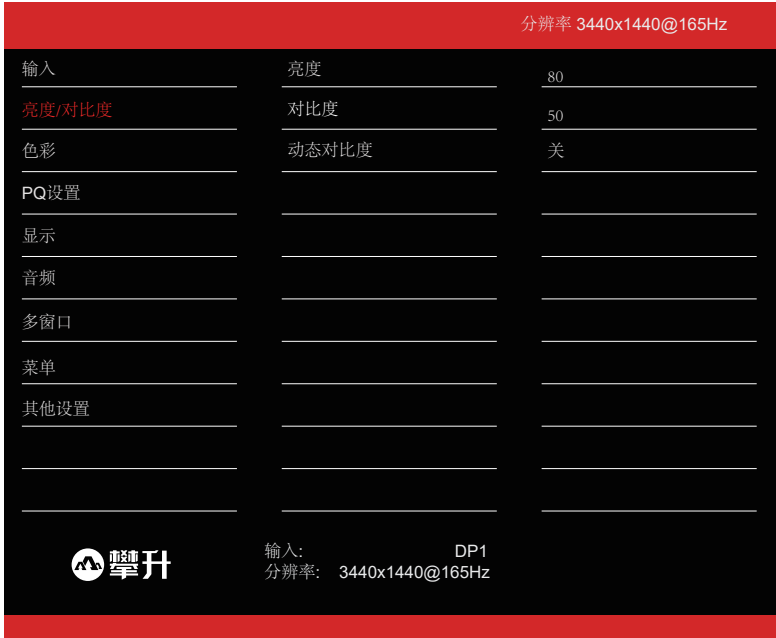 分辨率 3440x1440@165Hz
输入 亮度 80
亮度/对比度 对比度 50
色彩 动态对比度 关
PQ设置
显示
音频
多窗口
菜单
其他设置
攀升
输入: DP1
分辨率: 3440x1440@165Hz